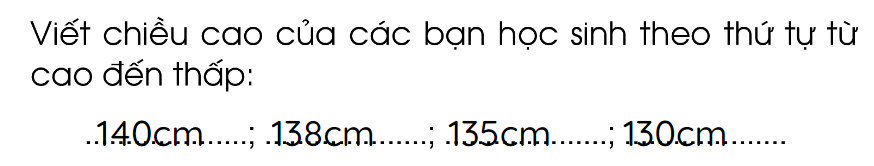 Viết chiều cao của các bạn học sinh theo thứ tự từ
cao đến thấp:
..140cm......; .138cm.......; .135cm.......; 130cm........